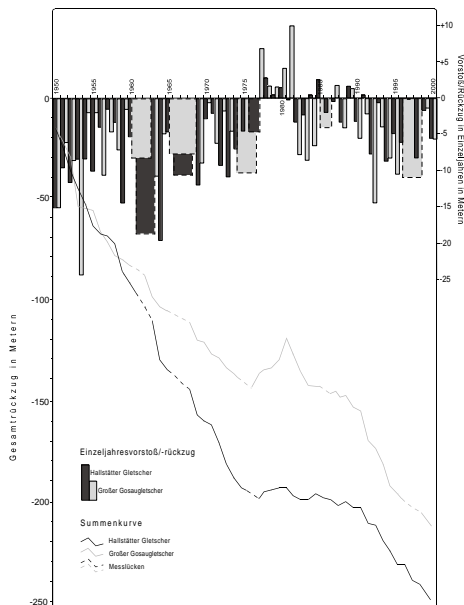 +10
+5
0
-5
-10
-15
-20
-25
Vorstoß/Rückzug in Einzeljahren in Metern
1950
1955
1960
1965
1970
1975
1980
1985
1990
1995
2000
0
-50
-100
-150
-200
-250
Gesamtrückzug in Metern
Einzeljahresvorstoß/-rückzug
Hallstätter Gletscher
Großer Gosaugletscher
Summenkurve
Hallstätter Gletscher
Großer Gosaugletscher
Messlücken